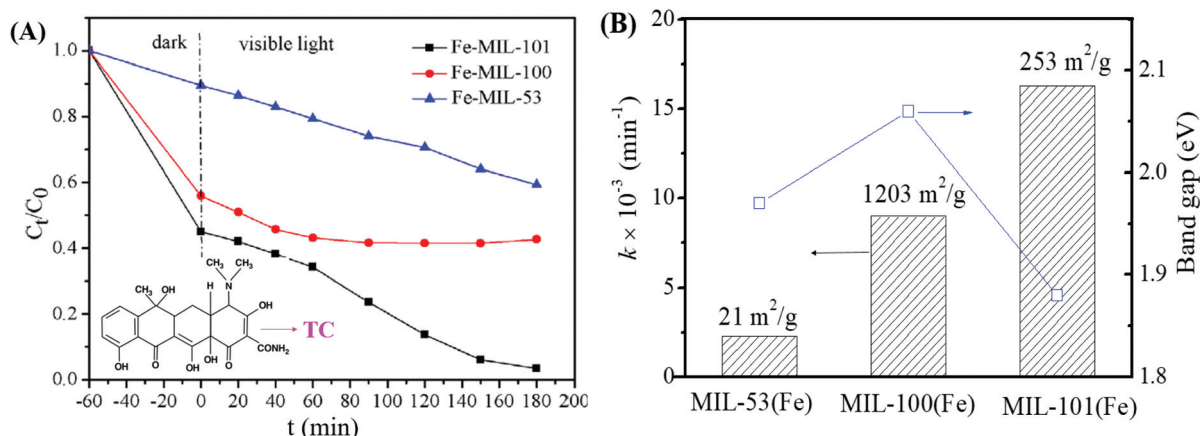 (A)
dark
visible light
Fe-MIL-101
Fe-MIL-100
Fe-MIL-53
1.0
0.8
0.6
0.4
0.2
0.0
Cₜ/C₀
CH₃
CH₃
N
CH₃
OH
H
OH
TC
CONH₂
OH
O
OH
OH
O
-60 -40 -20 0 20 40 60 80 100 120 140 160 180 200
t (min)
(B)
20
15
10
5
0
k × 10⁻³ (min⁻¹)
21 m²/g
1203 m²/g
253 m²/g
2.1
2.0
1.9
1.8
Band gap (eV)
MIL-53(Fe) MIL-100(Fe) MIL-101(Fe)